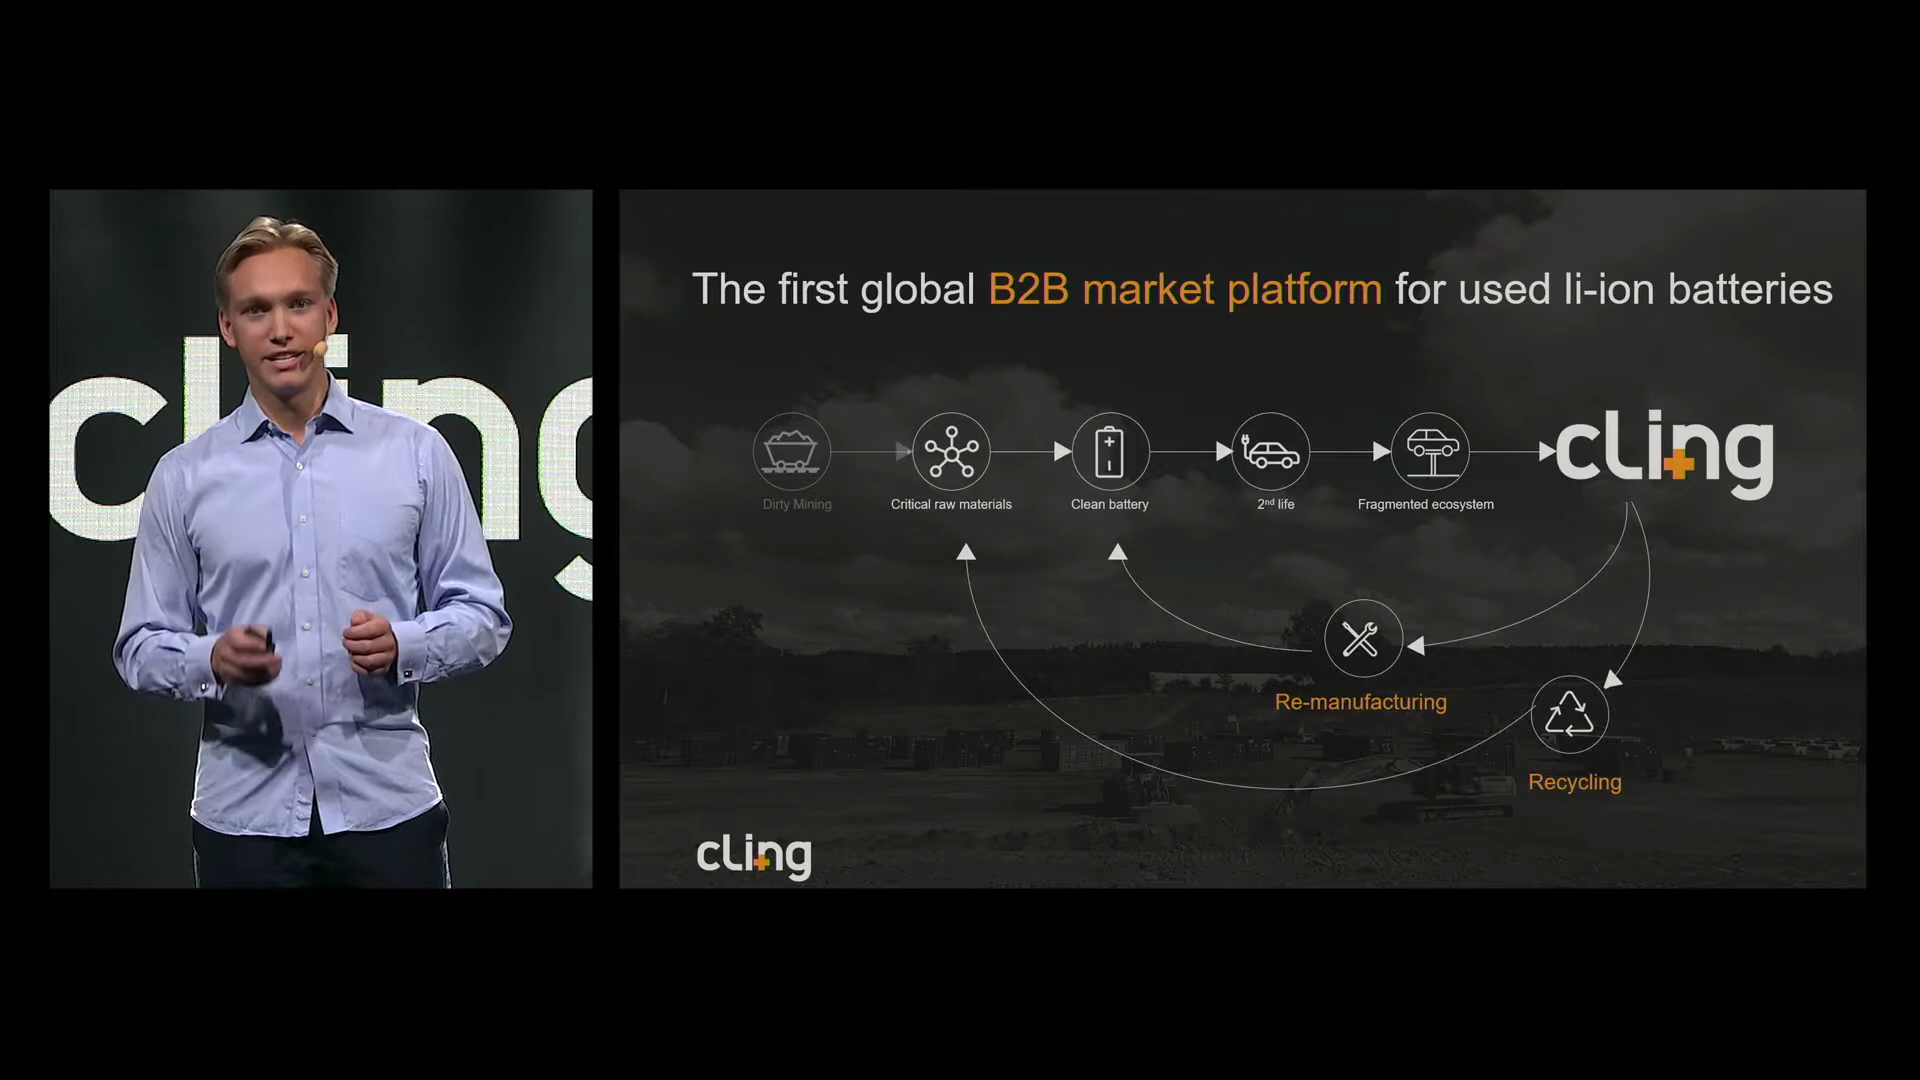 cling
The first global B2B market platform for used li-ion batteries
cling
Dirty Mining
Critical raw materials
Clean battery
2nd life
Fragmented ecosystem
Re-manufacturing
Recycling
cling